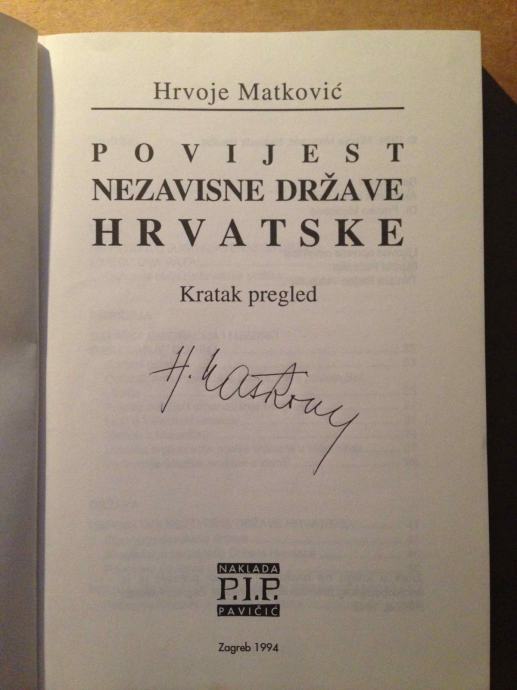 Hrvoje Matković
POVIJEST
NEZAVISNE DRŽAVE
HRVATSKE
Kratak pregled
H. Matković
NAKLADA
P.I.P.
PAVIČIĆ
Zagreb 1994